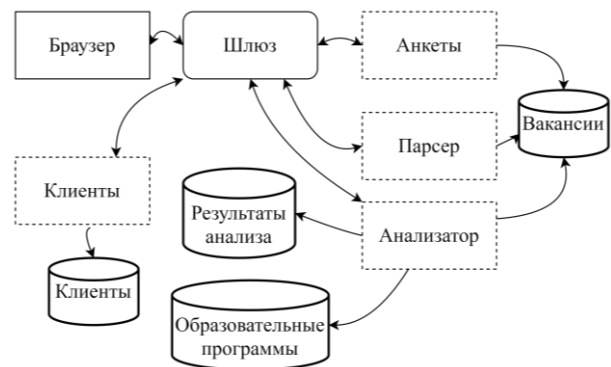 Браузер
Шлюз
Анкеты
Вакансии
Парсер
Клиенты
Результаты
анализа
Анализатор
Клиенты
Образовательные
программы